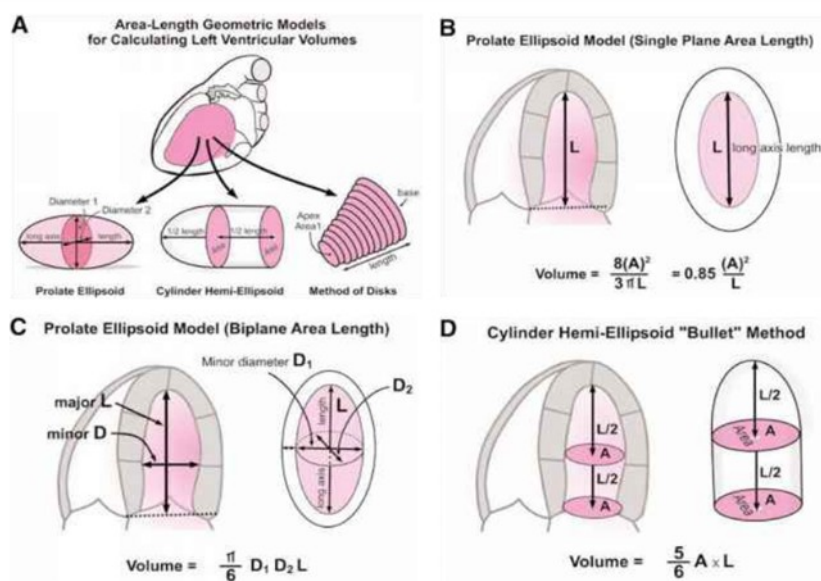 A
Area-Length Geometric Models
for Calculating Left Ventricular Volumes
Diameter 1
Diameter 2
long axis
length
Prolate Ellipsoid
1/2 length
1/2 length
Area
Area
Cylinder Hemi-Ellipsoid
base
Apex
Area1
length
Method of Disks
B
Prolate Ellipsoid Model (Single Plane Area Length)
L
L
long axis length
Volume = 8(A)² / 3πL = 0.85 (A)² / L
C
Prolate Ellipsoid Model (Biplane Area Length)
Minor diameter D₁
D₂
major L
minor D
L
length
long axis
Volume = π/6 D₁ D₂ L
D
Cylinder Hemi-Ellipsoid "Bullet" Method
L/2
A
L/2
A
L/2
Area A
L/2
Area A
Volume = 5/6 A x L